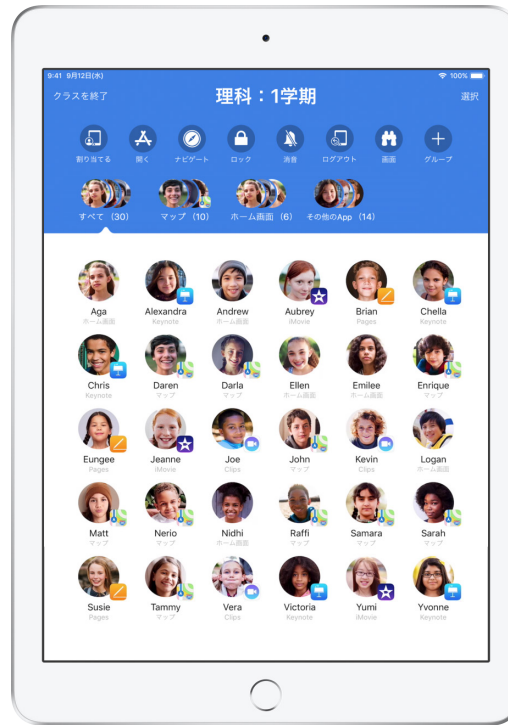 9:41 9月12日(水) 100%
クラスを終了 理科：1学期 選択
割り当てる 開く ナビゲート ロック 消音 ログアウト 画面 グループ
すべて（30） マップ（10） ホーム画面（6） その他のApp（14）
Aga Alexandra Andrew Aubrey Brian Chella
ホーム画面 Keynote ホーム画面 iMovie Pages Keynote
Chris Daren Darla Ellen Emilee Enrique
Keynote マップ マップ ホーム画面 ホーム画面 マップ
Eungee Jeanne Joe John Kevin Logan
Pages iMovie Clips マップ Clips ホーム画面
Matt Nerio Nidhi Raffi Samara Sarah
マップ マップ ホーム画面 マップ マップ マップ
Susie Tammy Vera Victoria Yumi Yvonne
Pages マップ Clips Keynote iMovie Keynote